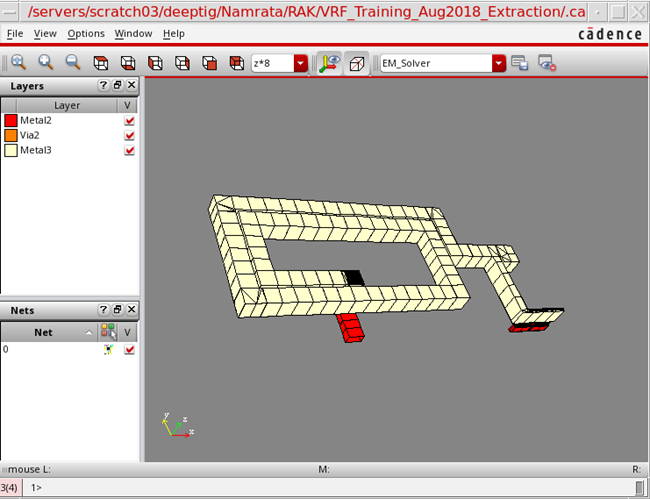 /servers/scratch03/deeptig/Namrata/RAK/VRF_Training_Aug2018_Extraction/.ca
File View Options Window Help
cādence
z*8
EM_Solver
Layers
Layer V
Metal2
Via2
Metal3
Nets
Net V
0
y
z
x
mouse L: M: R:
3(4) 1>